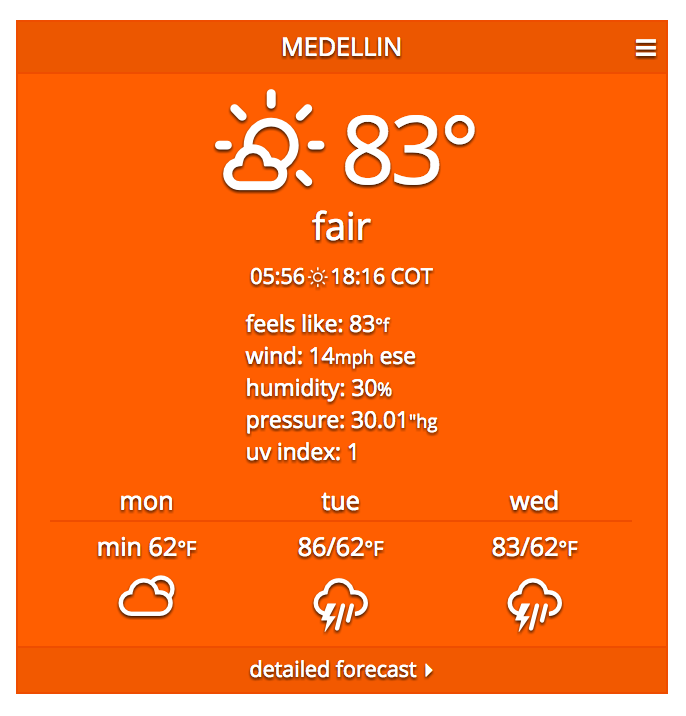 MEDELLIN
83°
fair
05:56 18:16 COT
feels like: 83°f
wind: 14mph ese
humidity: 30%
pressure: 30.01"hg
uv index: 1
mon tue wed
min 62°F 86/62°F 83/62°F
detailed forecast